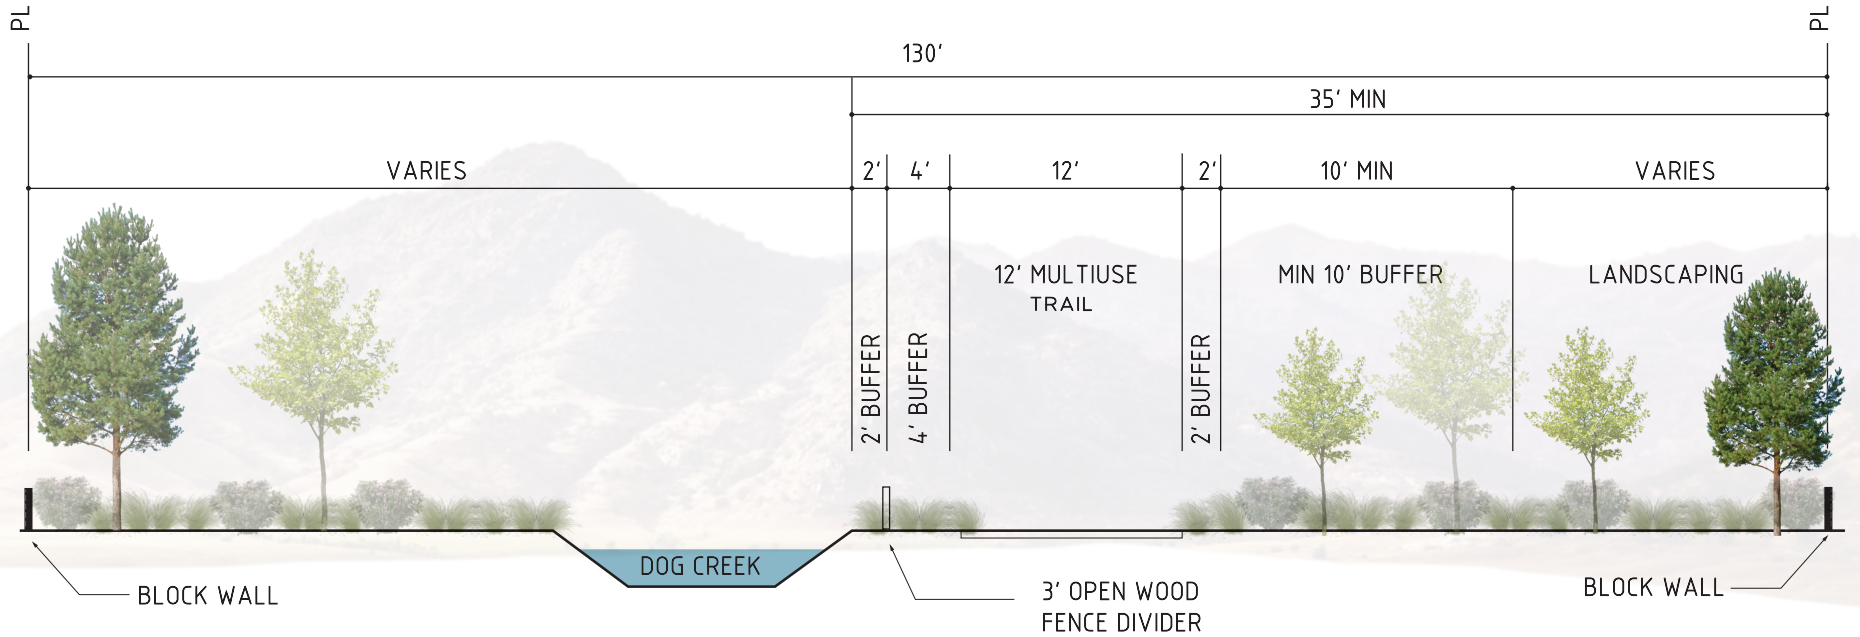 PL
PL
130'
35' MIN
VARIES
2'
4'
12'
2'
10' MIN
VARIES
12' MULTIUSE
TRAIL
MIN 10' BUFFER
LANDSCAPING
2' BUFFER
4' BUFFER
2' BUFFER
DOG CREEK
BLOCK WALL
3' OPEN WOOD
FENCE DIVIDER
BLOCK WALL